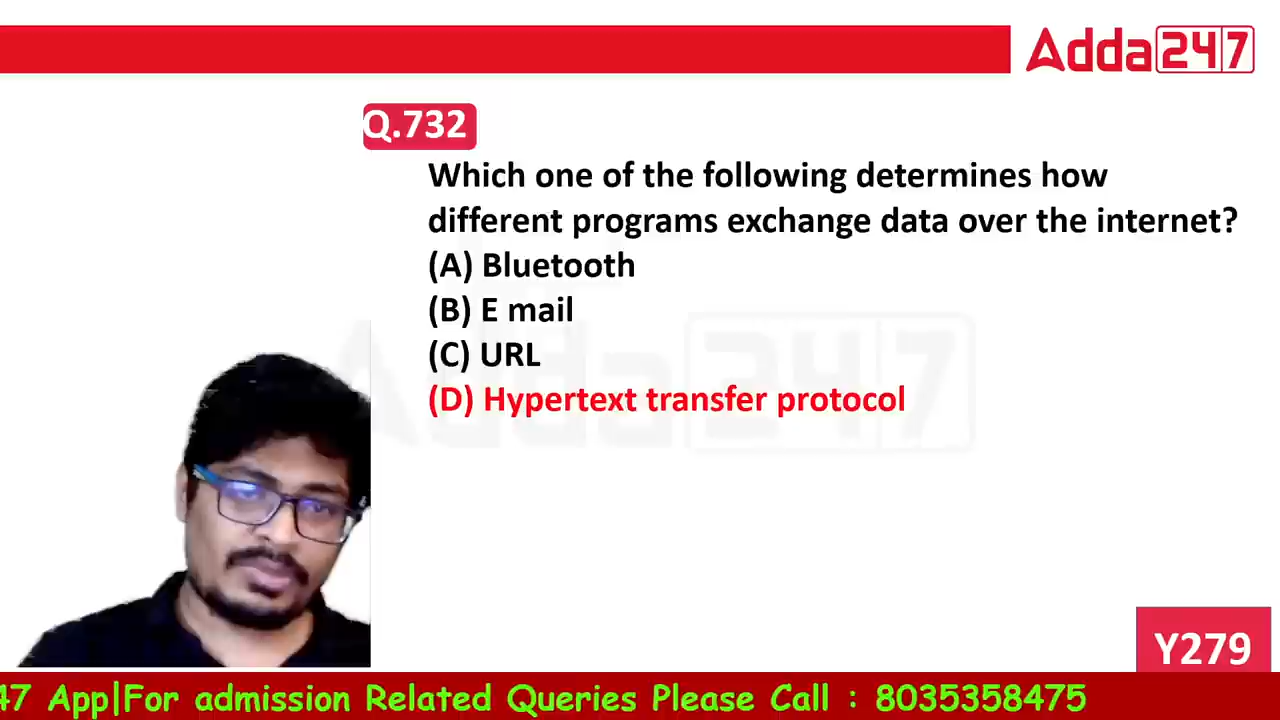 Adda247
Q.732
Which one of the following determines how
different programs exchange data over the internet?
(A) Bluetooth
(B) E mail
(C) URL
(D) Hypertext transfer protocol
Adda247
Y279
47 App|For admission Related Queries Please Call : 8035358475